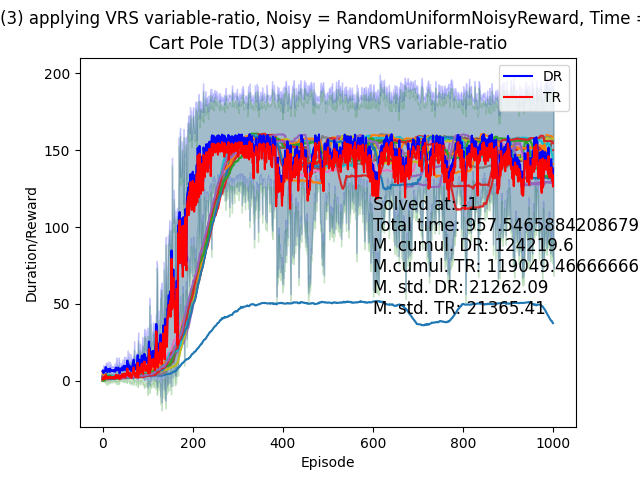 (3) applying VRS variable-ratio, Noisy = RandomUniformNoisyReward, Time =
Cart Pole TD(3) applying VRS variable-ratio
DR
TR
200
150
100
50
0
Duration/Reward
Solved at: -1
Total time: 957.5465884208679
M. cumul. DR: 124219.6
M.cumul. TR: 119049.46666666
M. std. DR: 21262.09
M. std. TR: 21365.41
0
200
400
600
800
1000
Episode